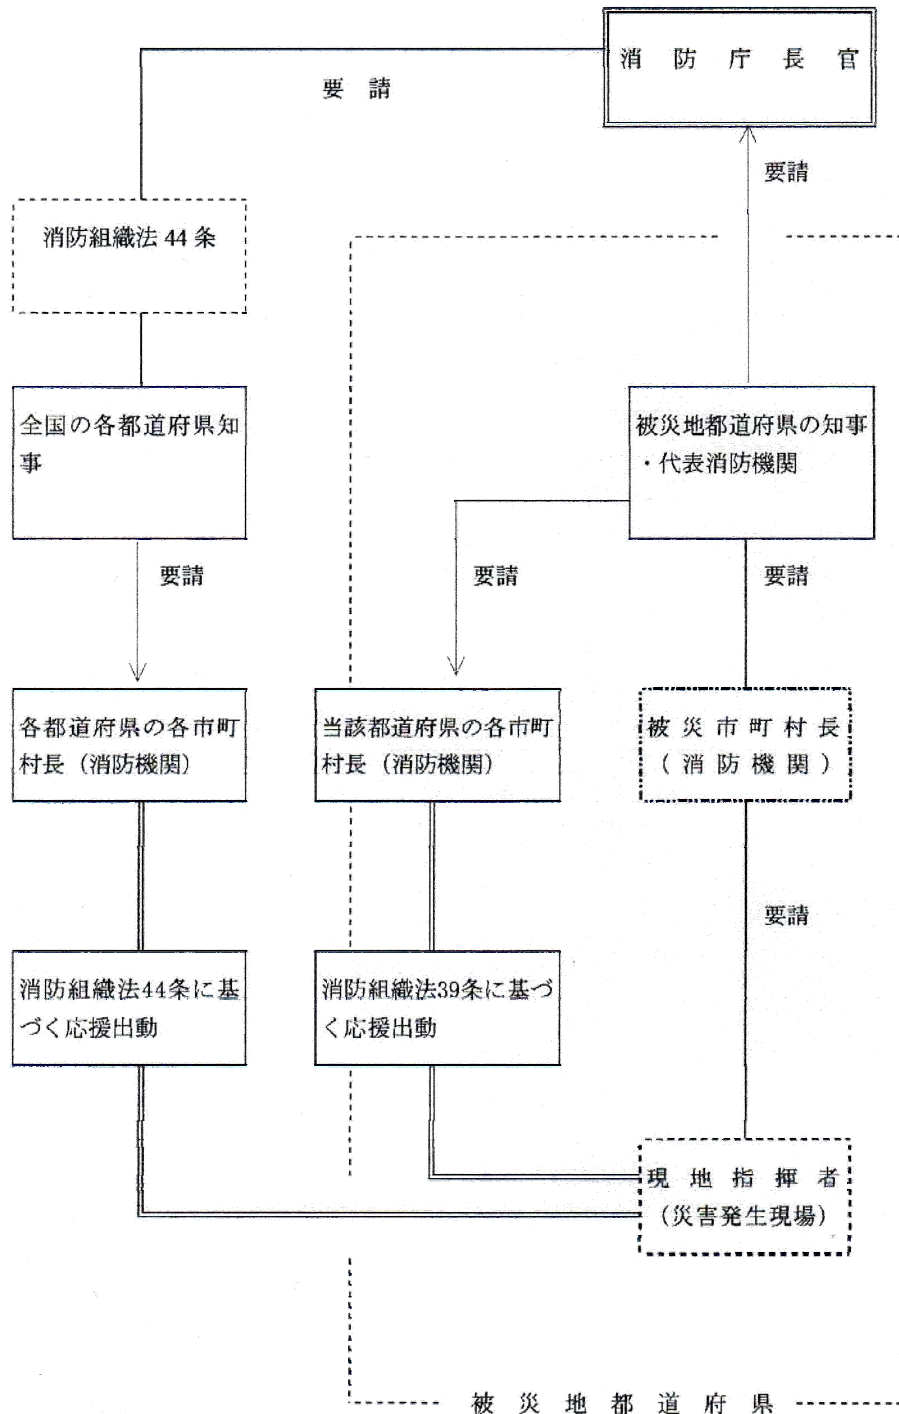 消防庁長官
要請
要請
消防組織法 44 条
全国の各都道府県知
事
被災地都道府県の知事
・代表消防機関
要請
要請
要請
各都道府県の各市町
村長（消防機関）
当該都道府県の各市町
村長（消防機関）
被災市町村長
（消防機関）
要請
消防組織法44条に基
づく応援出動
消防組織法39条に基づ
く応援出動
現地指揮者
（災害発生現場）
被災地都道府県